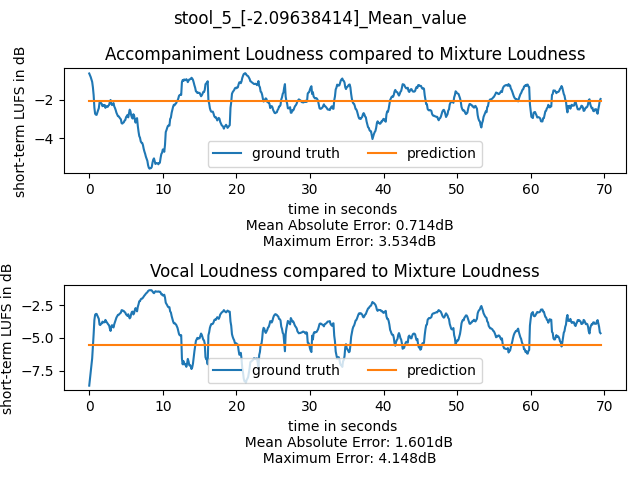 stool_5_[-2.09638414]_Mean_value
Accompaniment Loudness compared to Mixture Loudness
short-term LUFS in dB
−2
−4
ground truth
prediction
0 10 20 30 40 50 60 70
time in seconds
Mean Absolute Error: 0.714dB
Maximum Error: 3.534dB
Vocal Loudness compared to Mixture Loudness
short-term LUFS in dB
−2.5
−5.0
−7.5
ground truth
prediction
0 10 20 30 40 50 60 70
time in seconds
Mean Absolute Error: 1.601dB
Maximum Error: 4.148dB